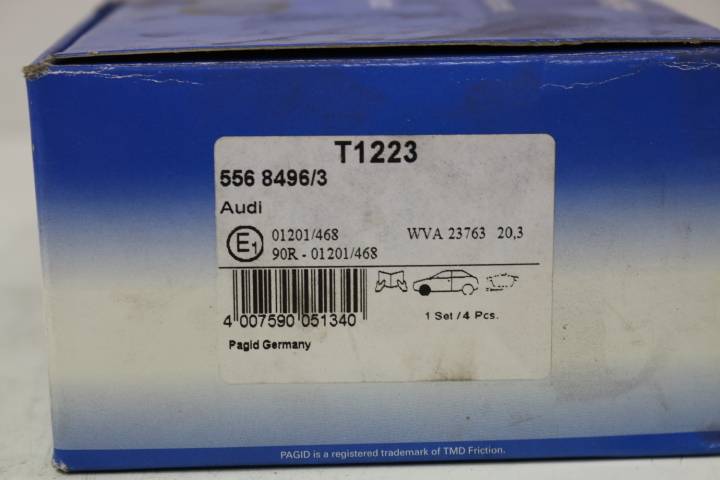 T1223
556 8496/3
Audi
E1 01201/468 WVA 23763 20,3
90R - 01201/468
4 007590 051340
1 Set / 4 Pcs.
Pagid Germany
PAGID is a registered trademark of TMD Friction.